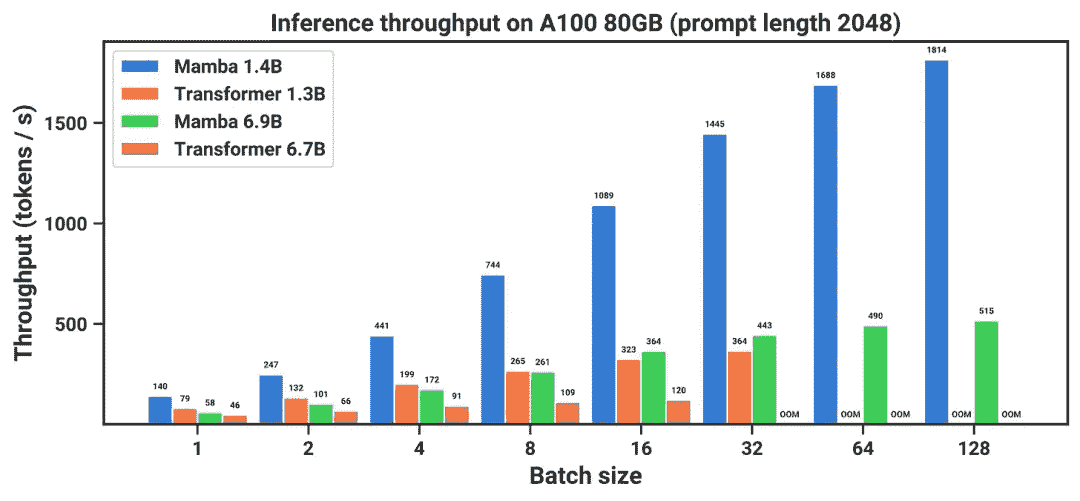 Inference throughput on A100 80GB (prompt length 2048)
Mamba 1.4B
Transformer 1.3B
Mamba 6.9B
Transformer 6.7B
Throughput (tokens / s)
1500
1000
500
140 79 58 46
247 132 101 66
441 199 172 91
744 265 261 109
1089 323 364 120
1445 364 443 OOM
1688 OOM 490 OOM
1814 OOM 515 OOM
1 2 4 8 16 32 64 128
Batch size